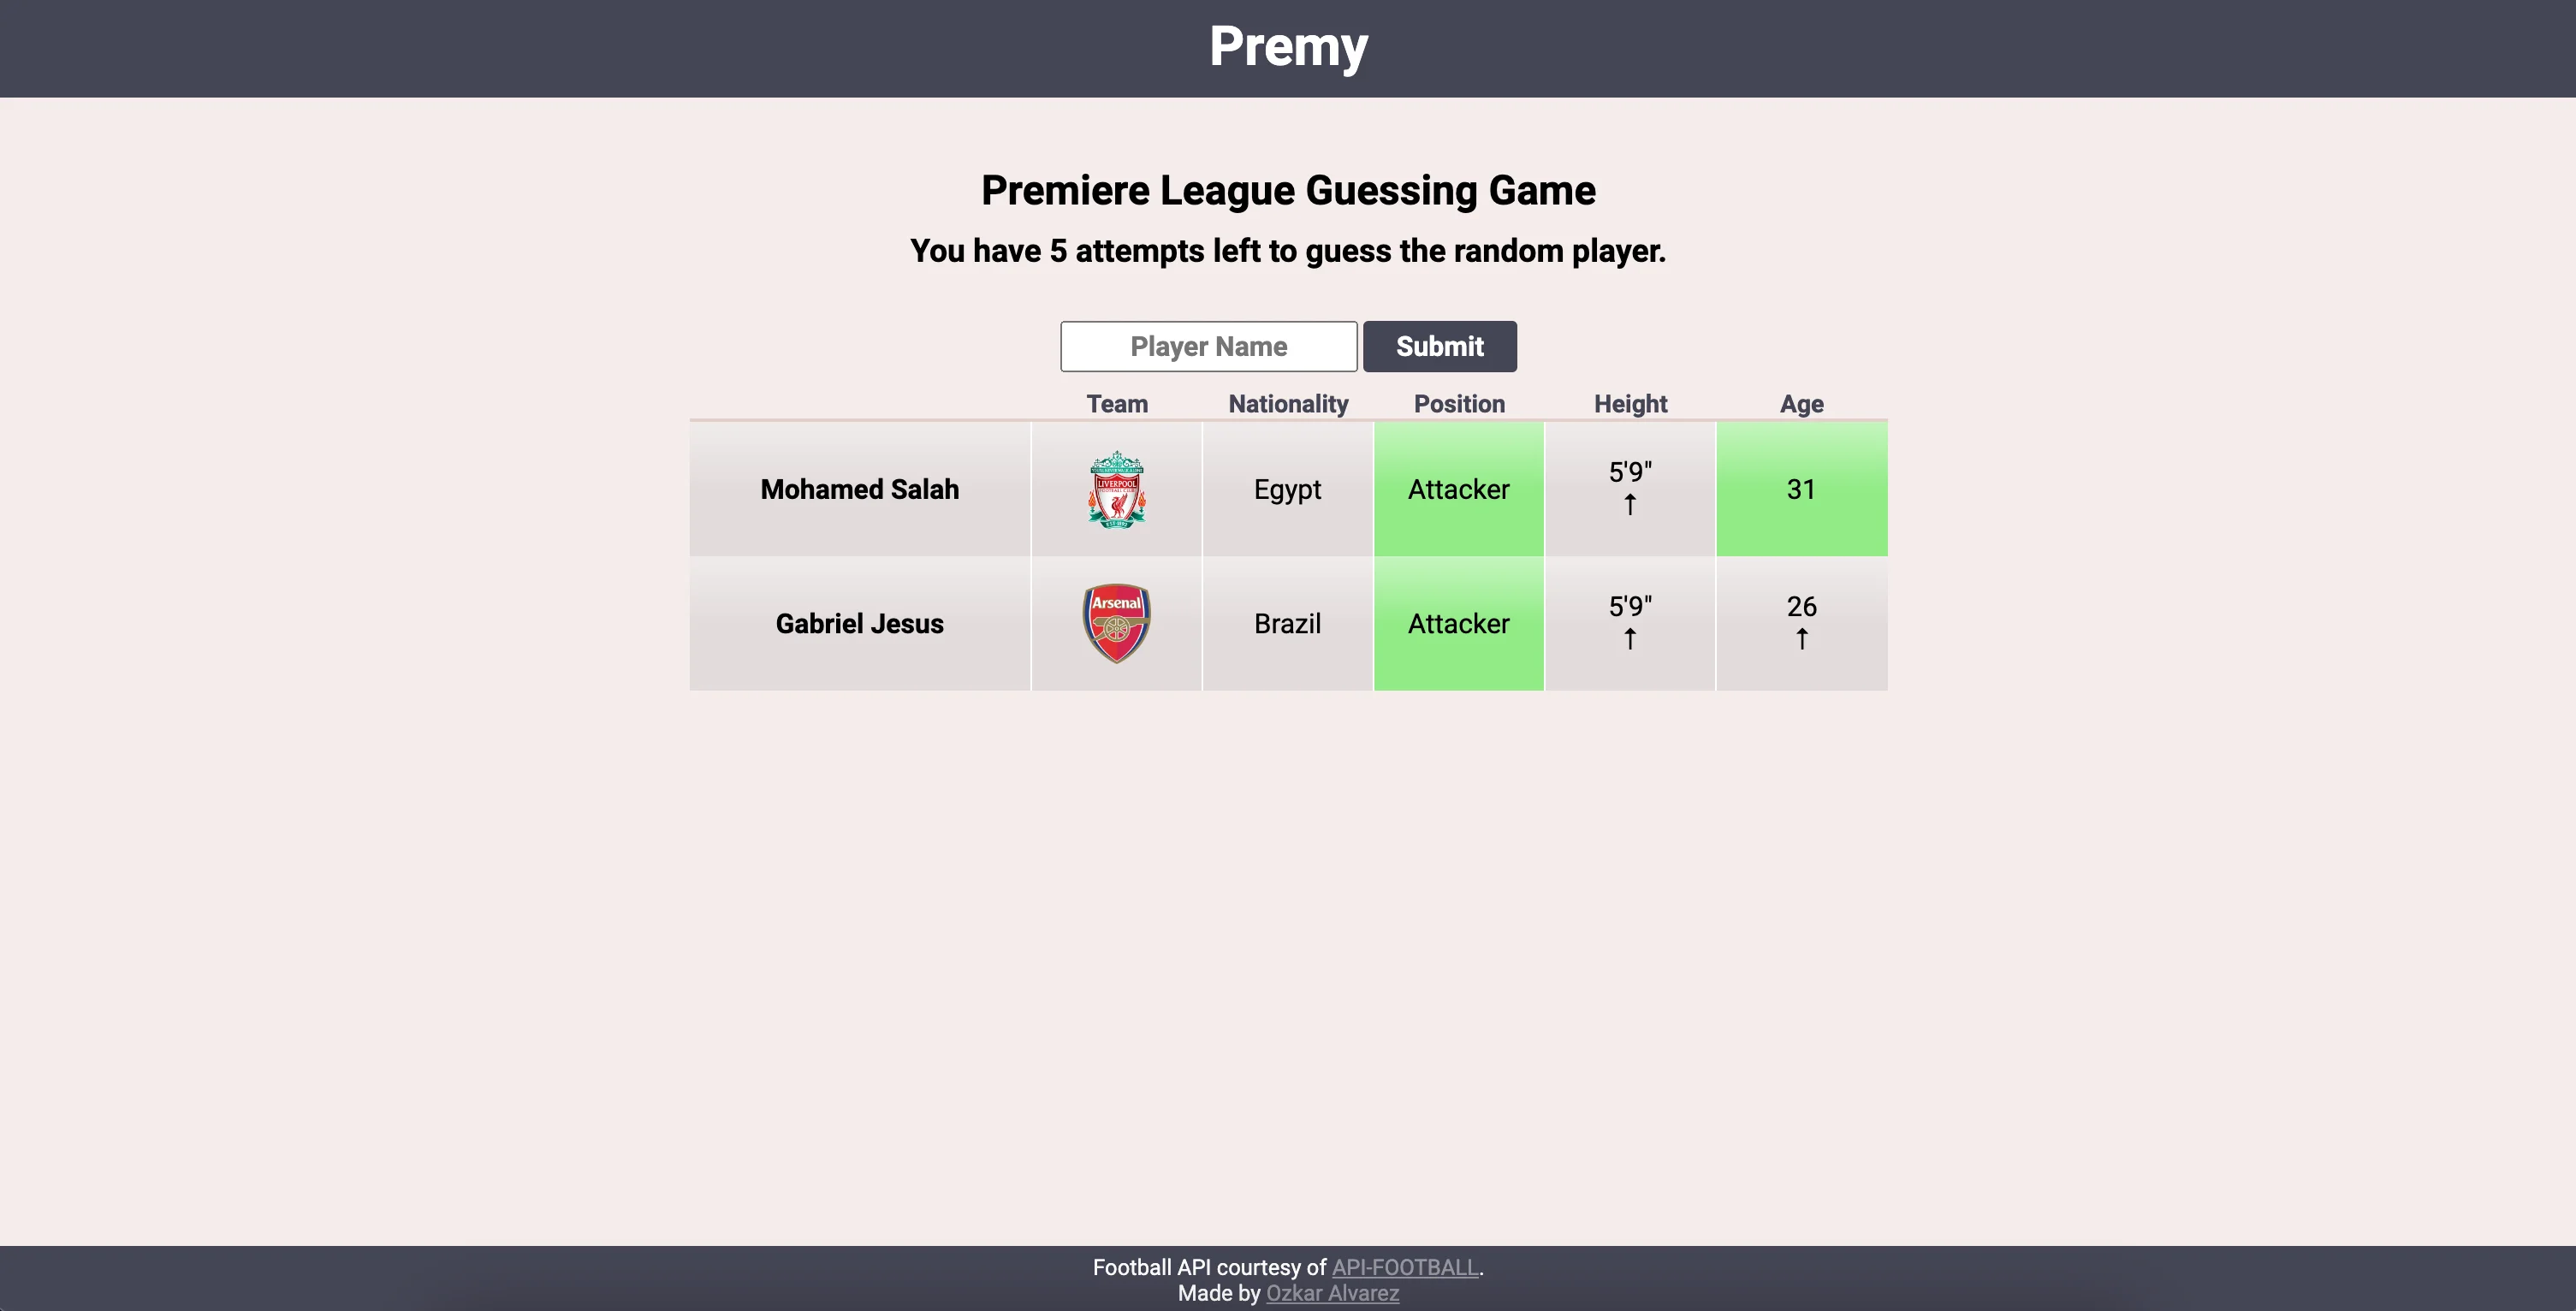 Premy
Premiere League Guessing Game
You have 5 attempts left to guess the random player.
Player Name Submit
Team Nationality Position Height Age
Mohamed Salah LIVERPOOL Egypt Attacker 5'9" ↑ 31
Gabriel Jesus Arsenal Brazil Attacker 5'9" ↑ 26 ↑
Football API courtesy of API-FOOTBALL.
Made by Ozkar Alvarez